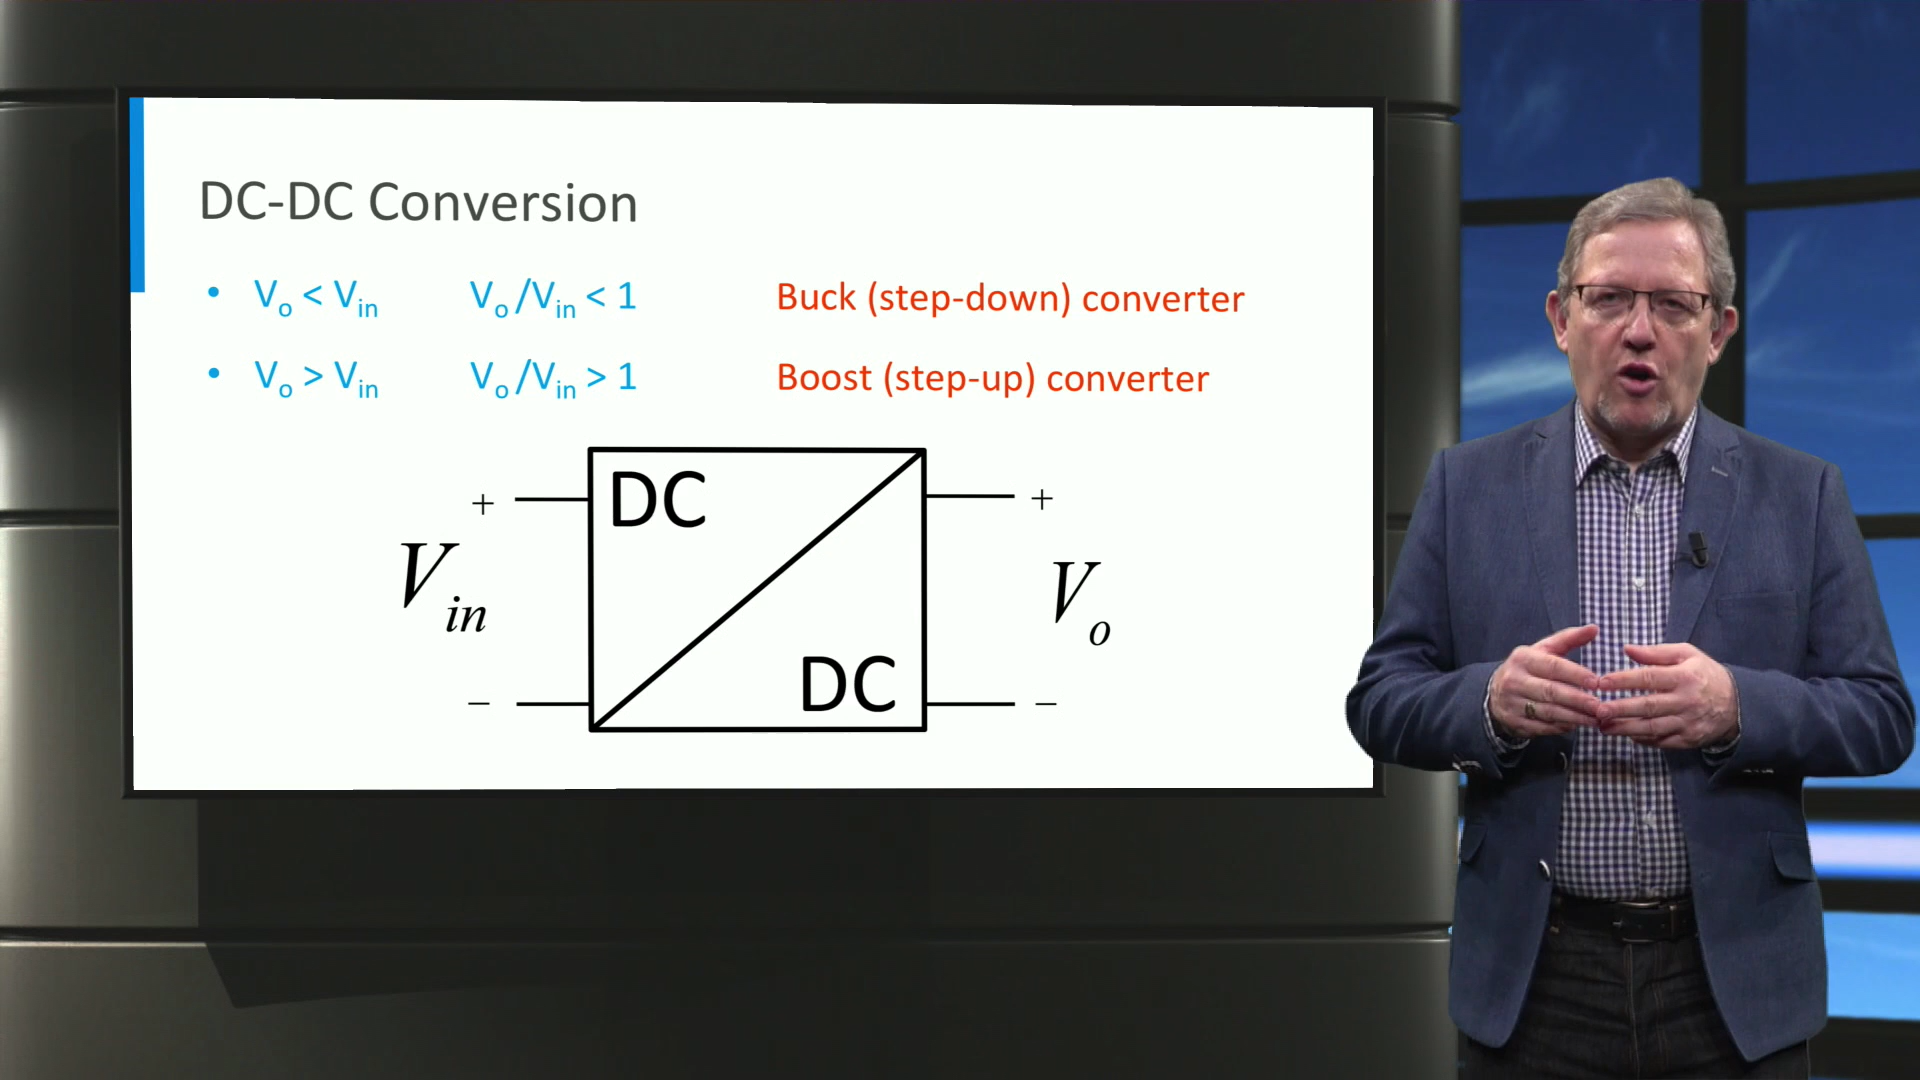 DC-DC Conversion
• Vo < Vin Vo/Vin < 1 Buck (step-down) converter
• Vo > Vin Vo/Vin > 1 Boost (step-up) converter
+ DC +
Vin Vo
− DC −